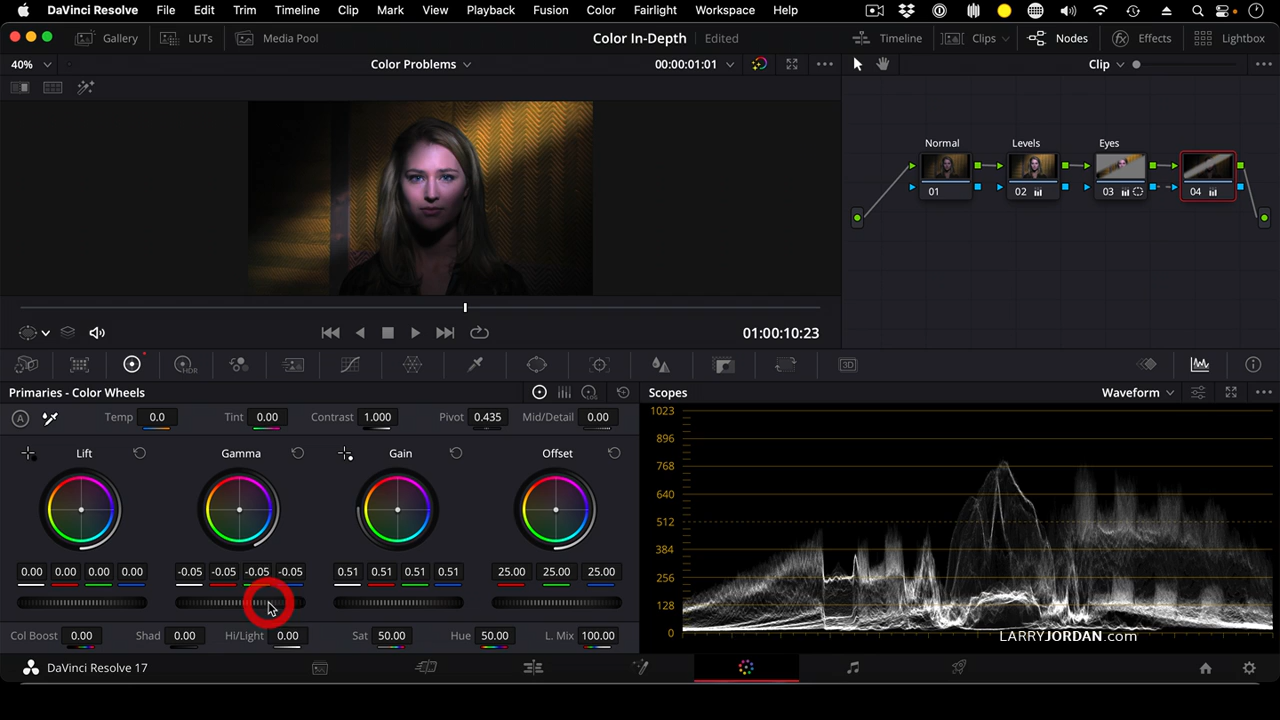 DaVinci Resolve File Edit Trim Timeline Clip Mark View Playback Fusion Color Fairlight Workspace Help
Gallery LUTs Media Pool Color In-Depth Edited Timeline Clips Nodes Effects Lightbox
40% Color Problems 00:00:01:01 Clip
Normal Levels Eyes
01 02 03 04
01:00:10:23
HDR 3D
Primaries - Color Wheels LOG Scopes Waveform
A Temp 0.0 Tint 0.00 Contrast 1.000 Pivot 0.435 Mid/Detail 0.00
Lift Gamma Gain Offset
0.00 0.00 0.00 0.00 -0.05 -0.05 -0.05 -0.05 0.51 0.51 0.51 0.51 25.00 25.00 25.00
Col Boost 0.00 Shad 0.00 Hi/Light 0.00 Sat 50.00 Hue 50.00 L. Mix 100.00
1023
896
768
640
512
384
256
128
0
LARRYJORDAN.com
DaVinci Resolve 17